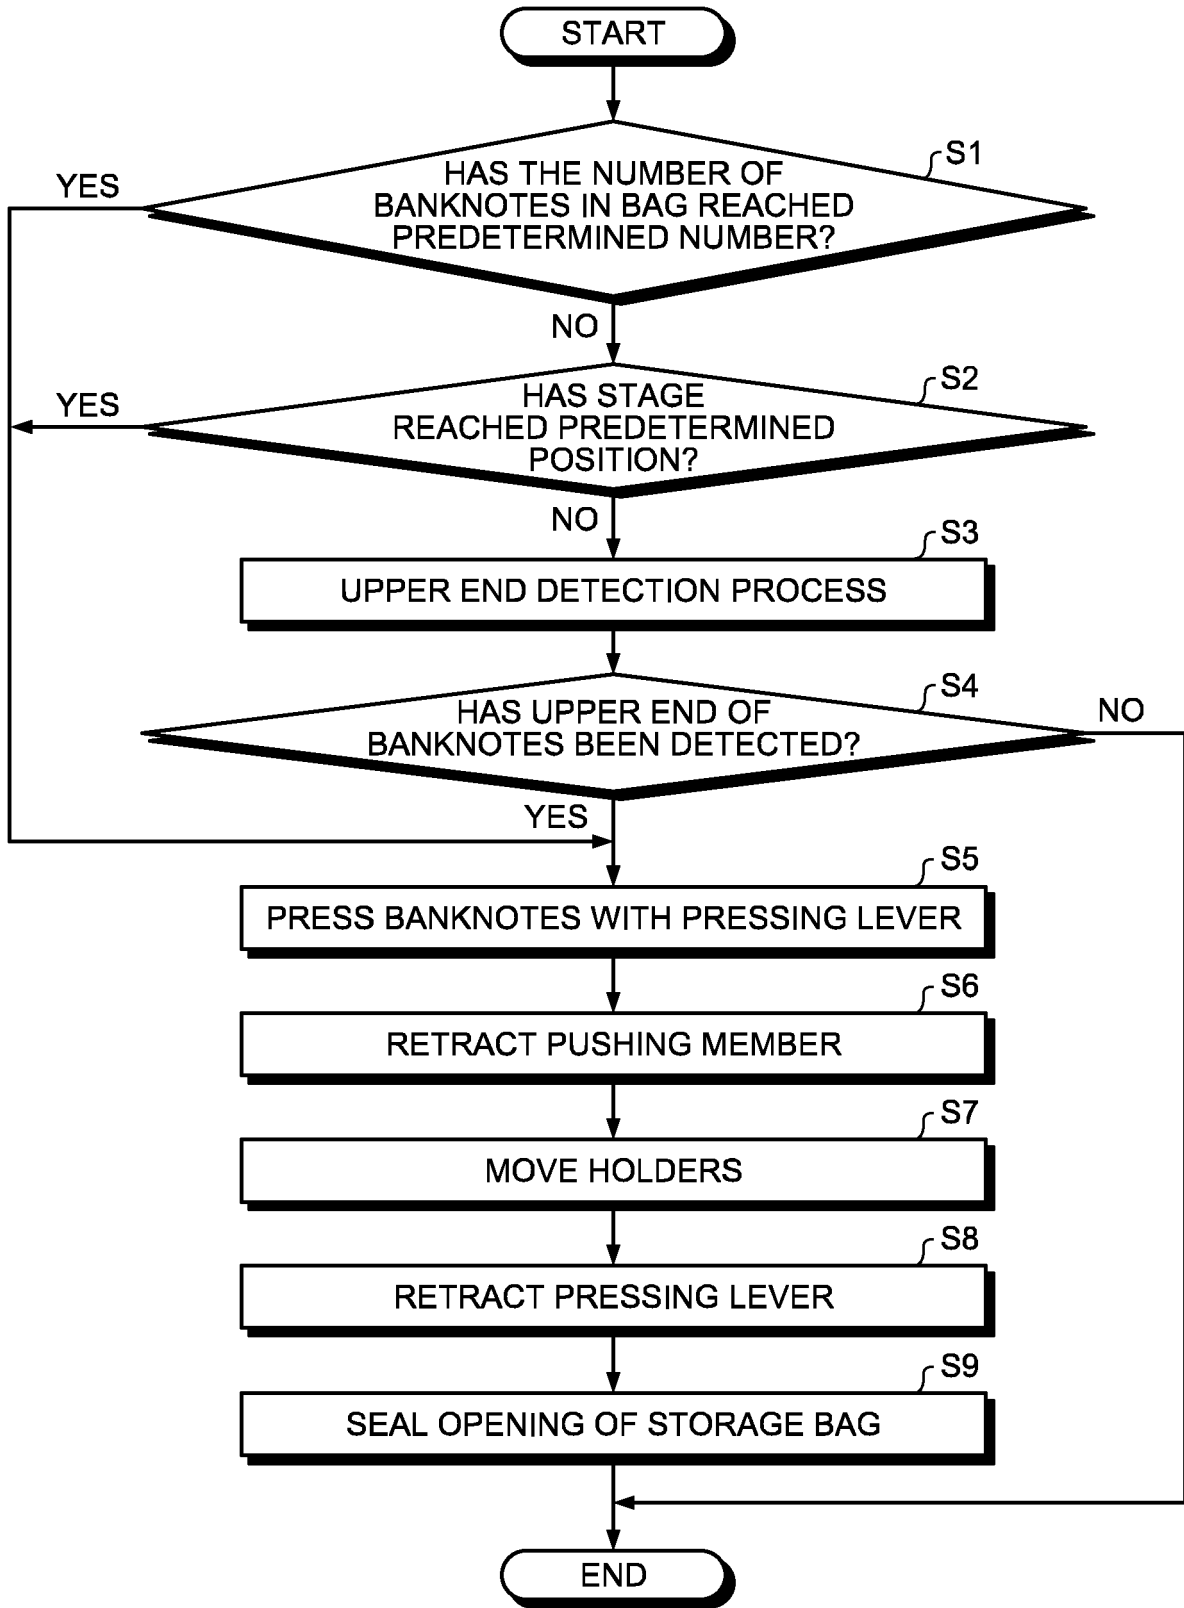 START
S1
HAS THE NUMBER OF
BANKNOTES IN BAG REACHED
PREDETERMINED NUMBER?
YES
NO
S2
HAS STAGE
REACHED PREDETERMINED
POSITION?
YES
NO
S3
UPPER END DETECTION PROCESS
S4
HAS UPPER END OF
BANKNOTES BEEN DETECTED?
NO
YES
S5
PRESS BANKNOTES WITH PRESSING LEVER
S6
RETRACT PUSHING MEMBER
S7
MOVE HOLDERS
S8
RETRACT PRESSING LEVER
S9
SEAL OPENING OF STORAGE BAG
END